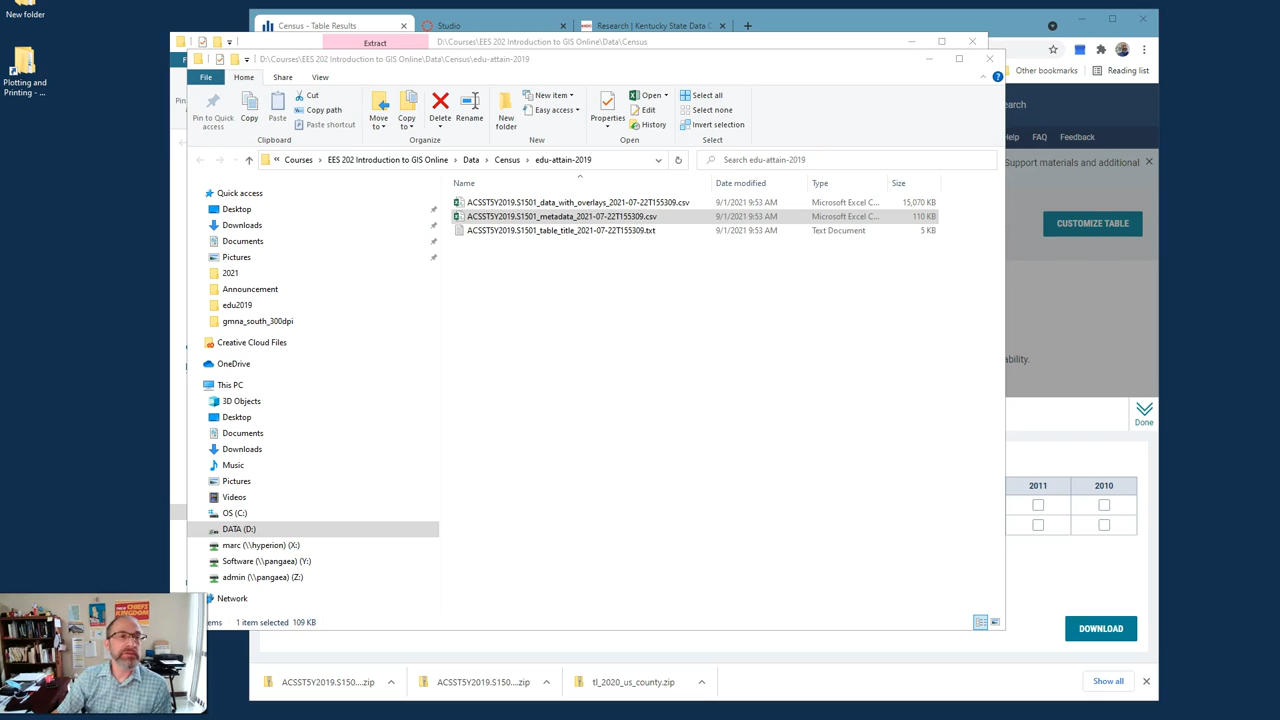 New folder
Plotting and
Printing - ...
Census - Table Results
Studio
Research | Kentucky State Data C
Extract
D:\Courses\EES 202 Introduction to GIS Online\Data\Census
D:\Courses\EES 202 Introduction to GIS Online\Data\Census\edu-attain-2019
File
Home
Share
View
Other bookmarks
Reading list
Pin to Quick
access
Copy
Paste
Cut
Copy path
Paste shortcut
Clipboard
Move
to
Copy
to
Delete
Rename
Organize
New
folder
New item
Easy access
New
Properties
Open
Edit
History
Open
Select all
Select none
Invert selection
Select
FAQ
Feedback
Courses
EES 202 Introduction to GIS Online
Data
Census
edu-attain-2019
Search edu-attain-2019
Support materials and additional
Name
Date modified
Type
Size
ACSST5Y2019.S1501_data_with_overlays_2021-07-22T155309.csv
9/1/2021 9:53 AM
Microsoft Excel C...
15,070 KB
ACSST5Y2019.S1501_metadata_2021-07-22T155309.csv
9/1/2021 9:53 AM
Microsoft Excel C...
110 KB
ACSST5Y2019.S1501_table_title_2021-07-22T155309.txt
9/1/2021 9:53 AM
Text Document
5 KB
CUSTOMIZE TABLE
Quick access
Desktop
Downloads
Documents
Pictures
2021
Announcement
edu2019
gmna_south_300dpi
Creative Cloud Files
OneDrive
This PC
3D Objects
Desktop
Documents
Downloads
Music
Pictures
Videos
OS (C:)
DATA (D:)
marc (\\hyperion) (X:)
Software (\\pangaea) (Y:)
admin (\\pangaea) (Z:)
Network
Done
2011
2010
1 item selected 109 KB
DOWNLOAD
ACSST5Y2019.S150....zip
ACSST5Y2019.S150....zip
tl_2020_us_county.zip
Show all